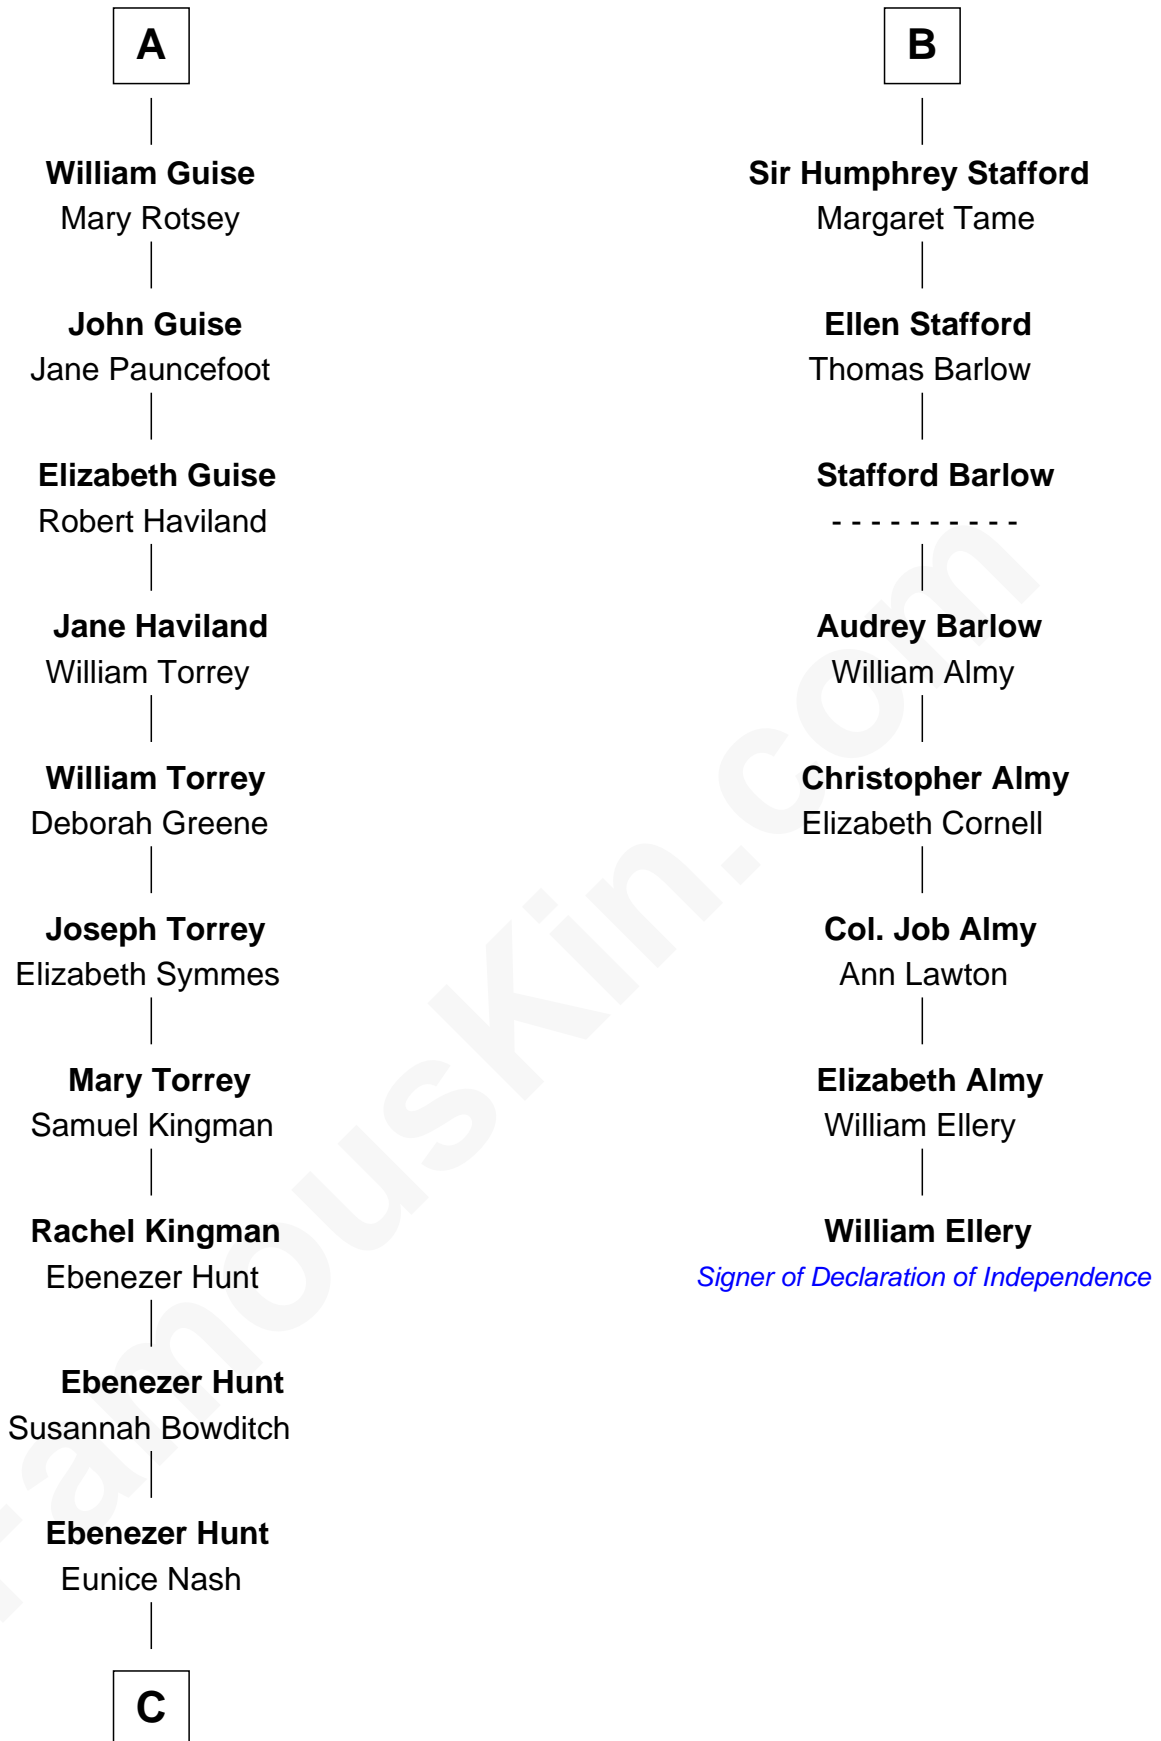 A
William Guise
Mary Rotsey
John Guise
Jane Pauncefoot
Elizabeth Guise
Robert Haviland
Jane Haviland
William Torrey
William Torrey
Deborah Greene
Joseph Torrey
Elizabeth Symmes
Mary Torrey
Samuel Kingman
Rachel Kingman
Ebenezer Hunt
Ebenezer Hunt
Susannah Bowditch
Ebenezer Hunt
Eunice Nash
C
B
Sir Humphrey Stafford
Margaret Tame
Ellen Stafford
Thomas Barlow
Stafford Barlow
- - - - - - - - - -
Audrey Barlow
William Almy
Christopher Almy
Elizabeth Cornell
Col. Job Almy
Ann Lawton
Elizabeth Almy
William Ellery
William Ellery
Signer of Declaration of Independence
FamousKin.com